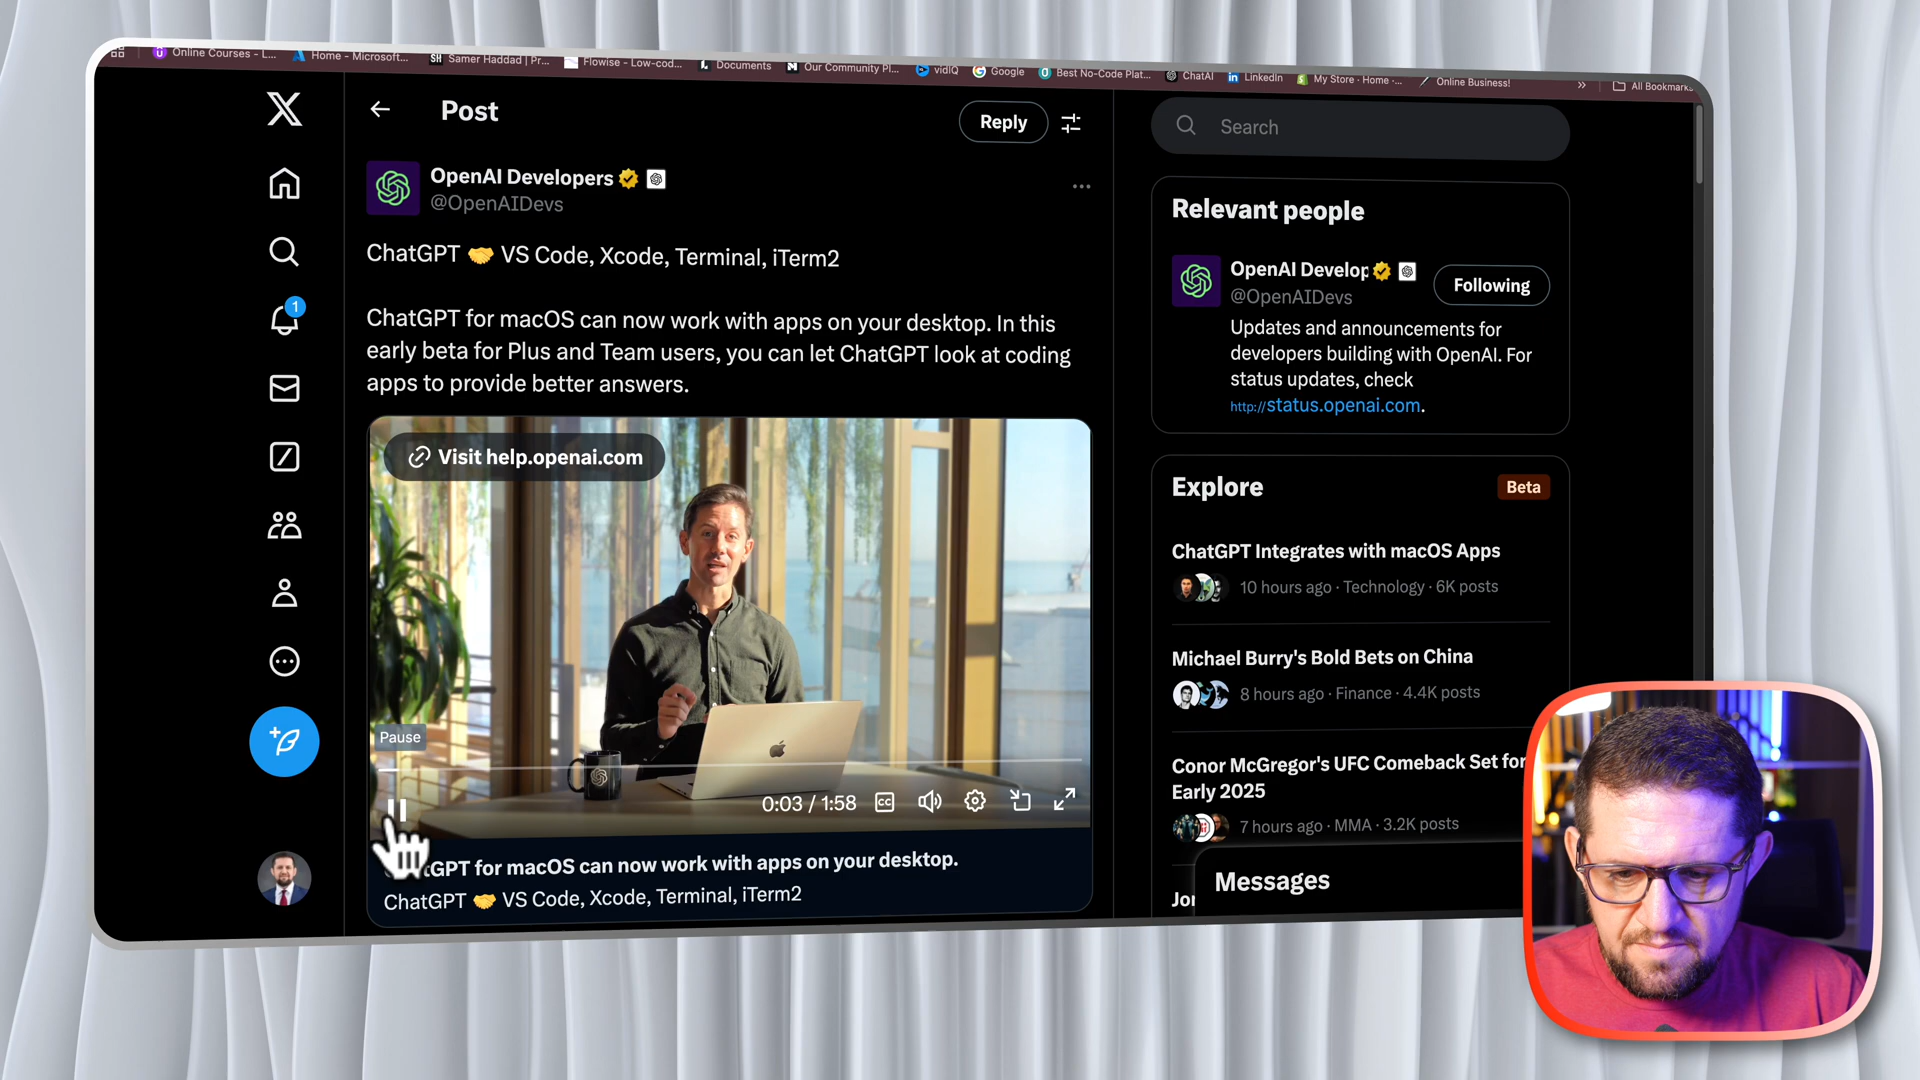 Online Courses - L...
Home - Microsoft...
SH Samer Haddad | Pr...
Flowise - Low-cod...
Documents
Our Community Pl...
vidIQ
Google
Best No-Code Plat...
ChatAI
LinkedIn
My Store · Home ·...
Online Business!
»
All Bookmarks
Post
Reply
Search
OpenAI Developers
@OpenAIDevs
ChatGPT 🤝 VS Code, Xcode, Terminal, iTerm2
ChatGPT for macOS can now work with apps on your desktop. In this
early beta for Plus and Team users, you can let ChatGPT look at coding
apps to provide better answers.
Visit help.openai.com
Pause
0:03 / 1:58
CC
GPT for macOS can now work with apps on your desktop.
ChatGPT 🤝 VS Code, Xcode, Terminal, iTerm2
1
Relevant people
OpenAI Develop
@OpenAIDevs
Following
Updates and announcements for
developers building with OpenAI. For
status updates, check
http://status.openai.com.
Explore
Beta
ChatGPT Integrates with macOS Apps
10 hours ago · Technology · 6K posts
Michael Burry's Bold Bets on China
8 hours ago · Finance · 4.4K posts
Conor McGregor's UFC Comeback Set for
Early 2025
7 hours ago · MMA · 3.2K posts
Messages